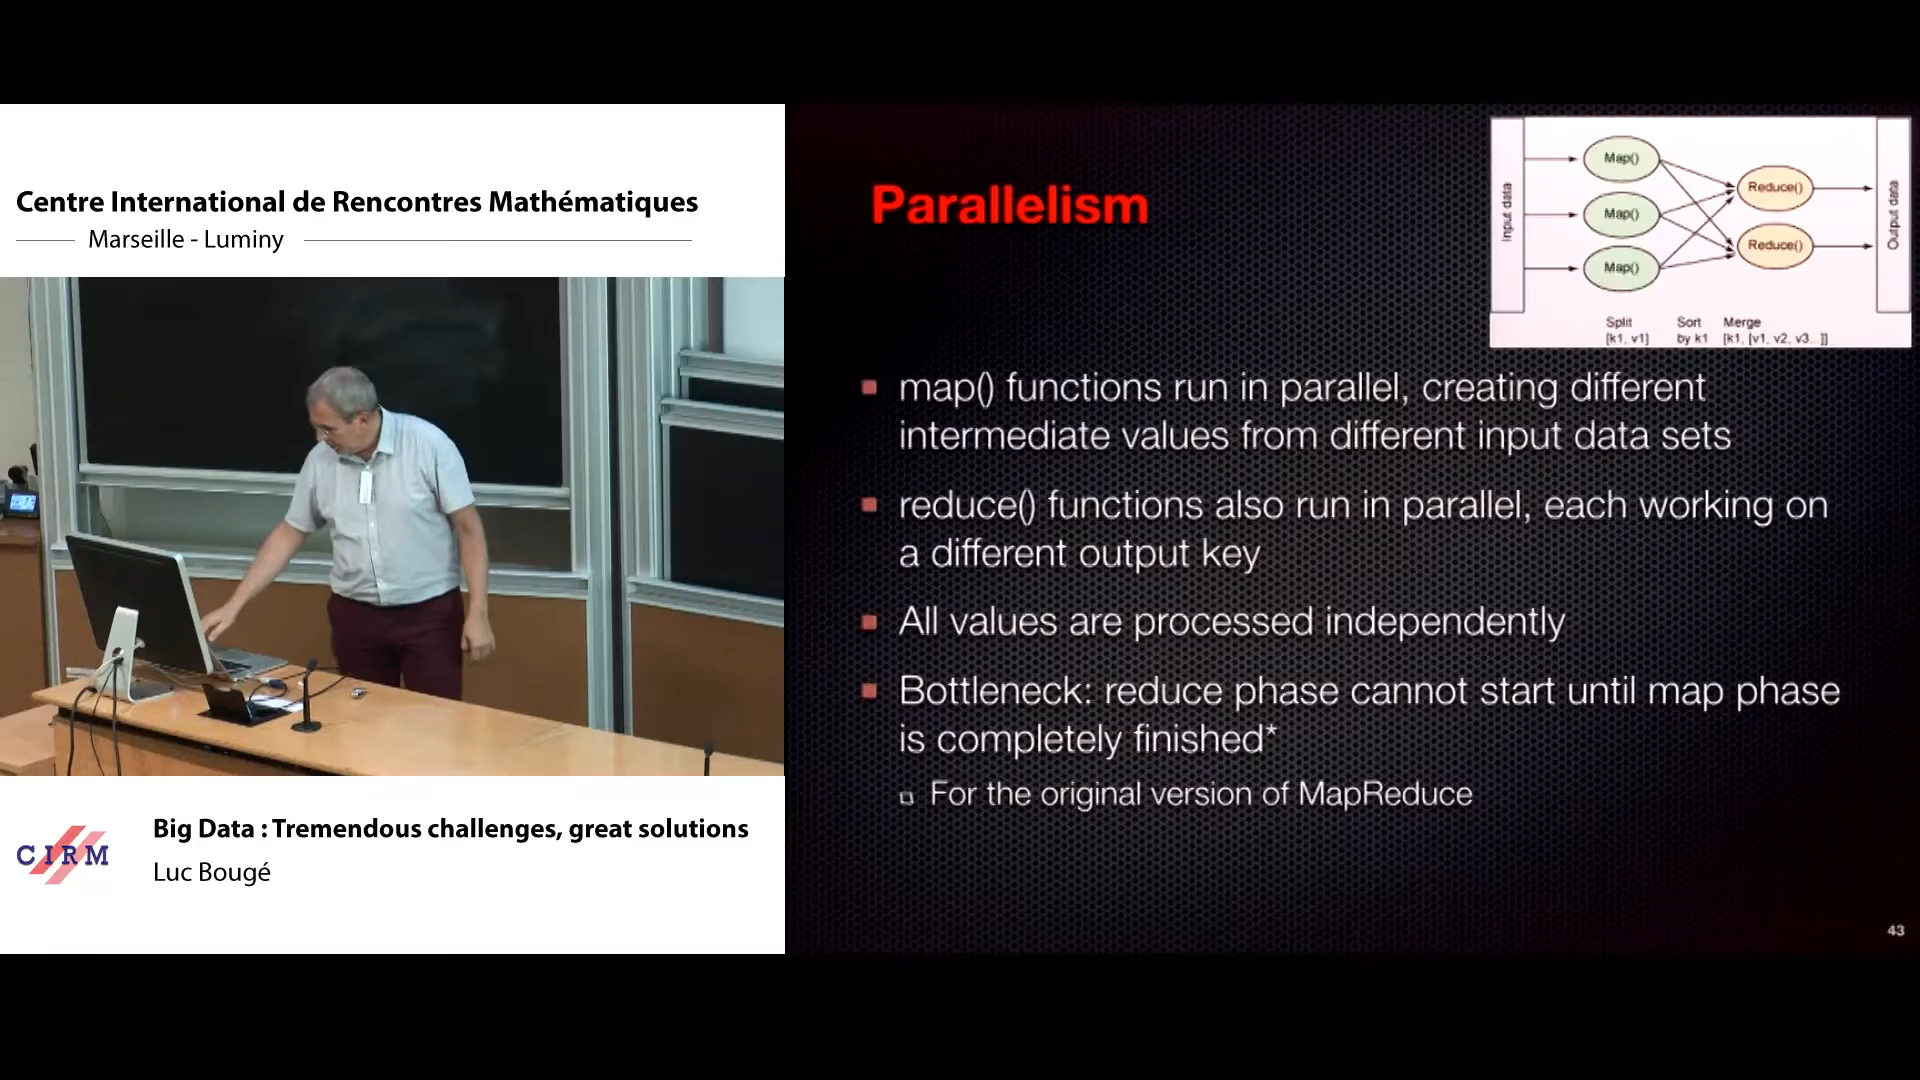 Centre International de Rencontres Mathématiques
Marseille - Luminy
CIRM
Big Data : Tremendous challenges, great solutions
Luc Bougé
Parallelism
Input data
Map()
Map()
Map()
Reduce()
Reduce()
Output data
Split
[k1, v1]
Sort
by k1
Merge
[k1, [v1, v2, v3...]]
map() functions run in parallel, creating different
intermediate values from different input data sets
reduce() functions also run in parallel, each working on
a different output key
All values are processed independently
Bottleneck: reduce phase cannot start until map phase
is completely finished*
For the original version of MapReduce
43